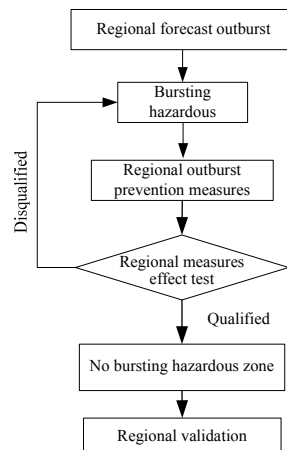 Regional forecast outburst
Bursting
hazardous
Disqualified
Regional outburst
prevention measures
Regional measures
effect test
Qualified
No bursting hazardous zone
Regional validation